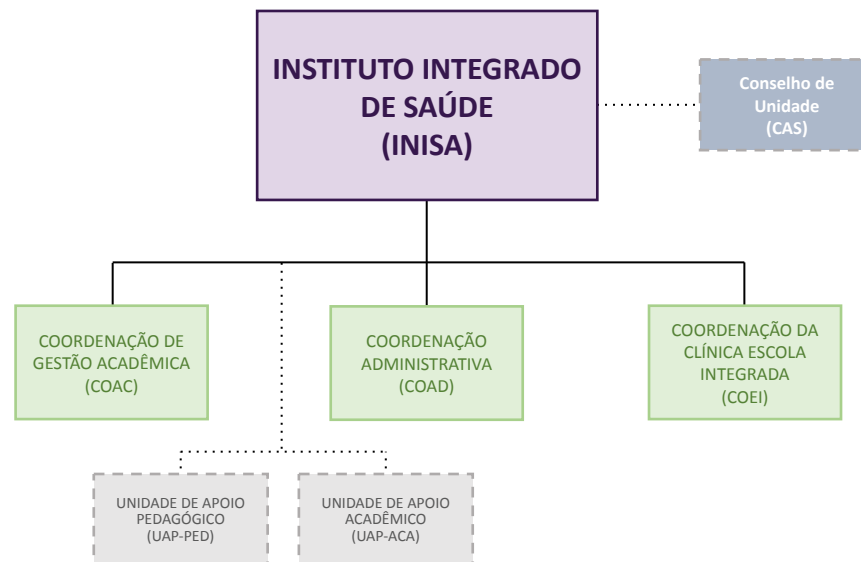 INSTITUTO INTEGRADO
DE SAÚDE
(INISA)
Conselho de
Unidade
(CAS)
COORDENAÇÃO DE
GESTÃO ACADÊMICA
(COAC)
COORDENAÇÃO
ADMINISTRATIVA
(COAD)
COORDENAÇÃO DA
CLÍNICA ESCOLA
INTEGRADA
(COEI)
UNIDADE DE APOIO
PEDAGÓGICO
(UAP-PED)
UNIDADE DE APOIO
ACADÊMICO
(UAP-ACA)